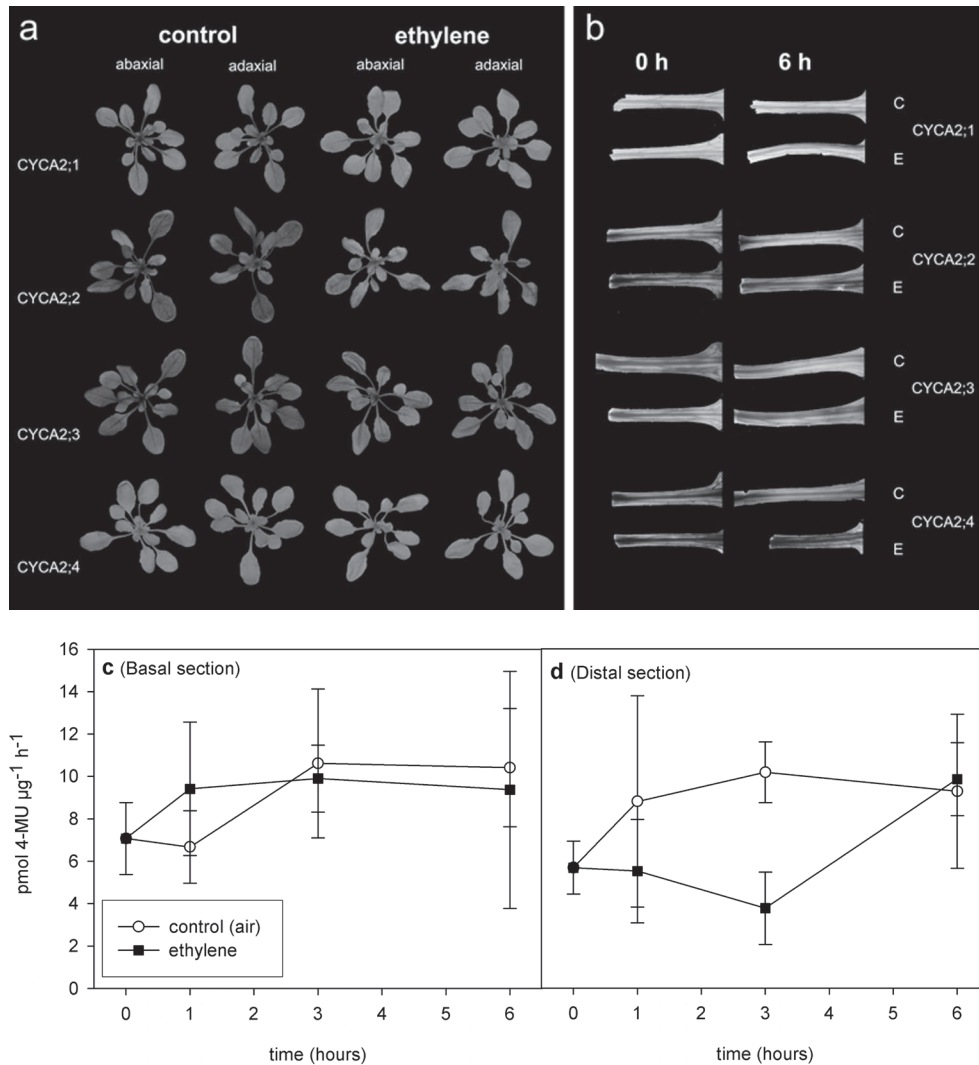 a
control ethylene
abaxial adaxial abaxial adaxial
CYCA2;1
CYCA2;2
CYCA2;3
CYCA2;4
b
0 h 6 h
C
CYCA2;1
E
C
CYCA2;2
E
C
CYCA2;3
E
C
CYCA2;4
E
c (Basal section)
pmol 4-MU µg⁻¹ h⁻¹
16
14
12
10
8
6
4
2
0
control (air)
ethylene
0 1 2 3 4 5 6
time (hours)
d (Distal section)
0 1 2 3 4 5 6
time (hours)